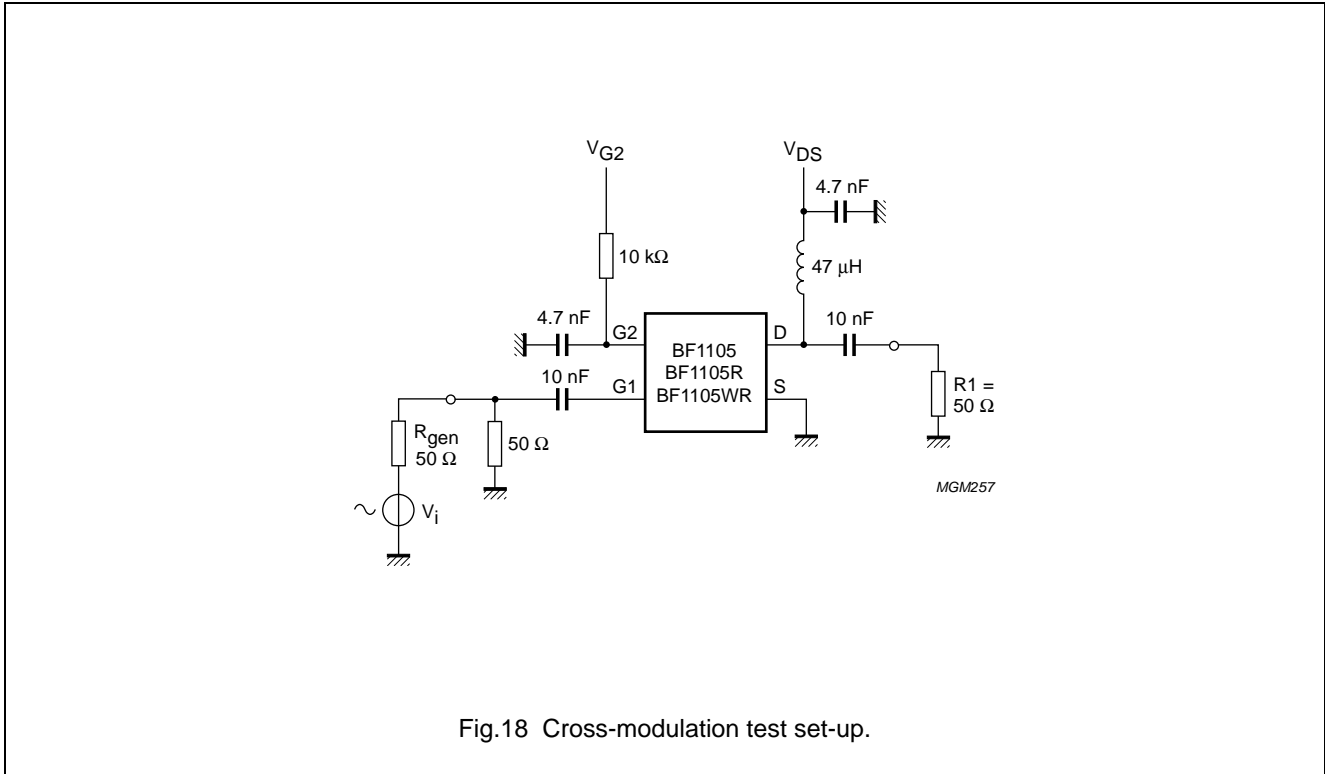 VG2
VDS
4.7 nF
10 kΩ
47 μH
4.7 nF
G2
D
10 nF
BF1105
BF1105R
BF1105WR
10 nF
G1
S
R1 =
50 Ω
Rgen
50 Ω
50 Ω
Vi
MGM257
Fig.18 Cross-modulation test set-up.